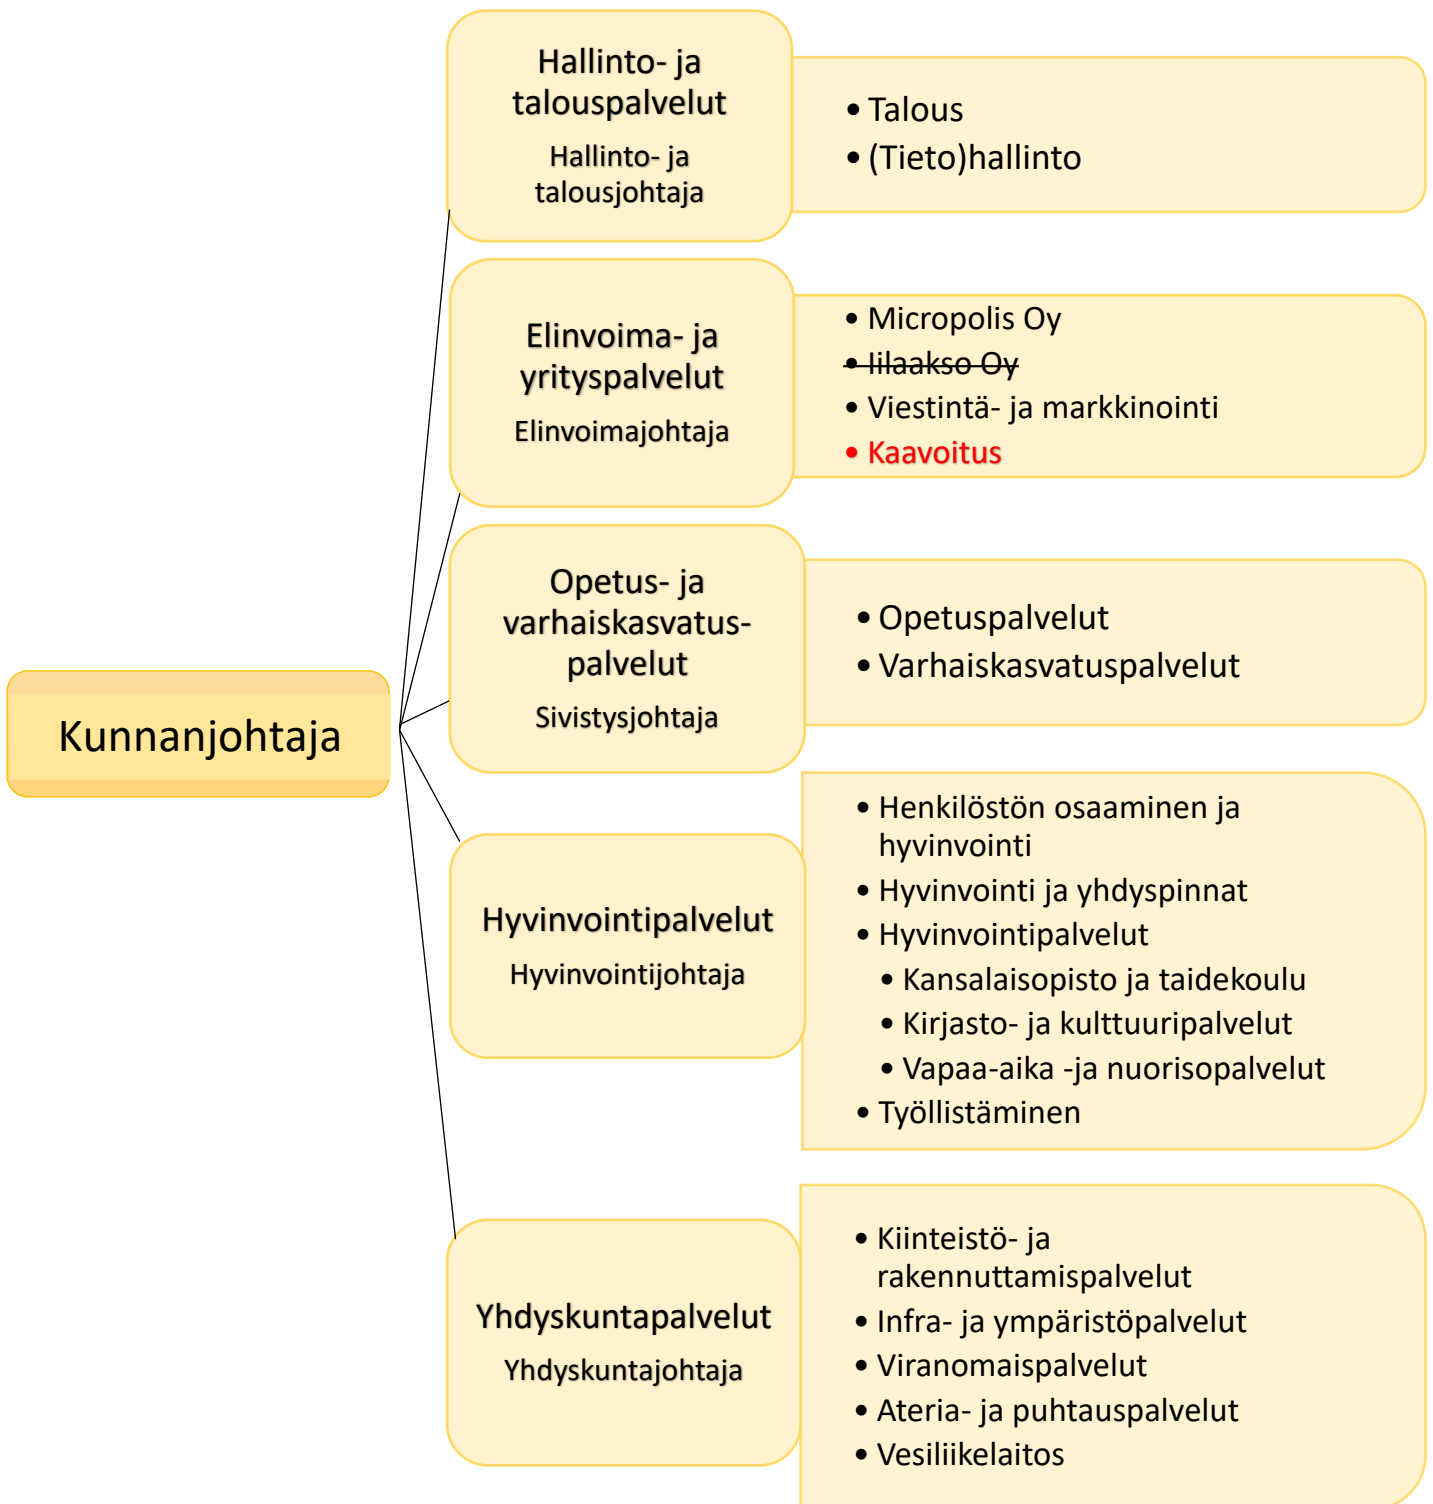 Hallinto- ja
talouspalvelut
Hallinto- ja
talousjohtaja
• Talous
• (Tieto)hallinto
Elinvoima- ja
yrityspalvelut
Elinvoimajohtaja
• Micropolis Oy
• Iilaakso Oy
• Viestintä- ja markkinointi
• Kaavoitus
Opetus- ja
varhaiskasvatus-
palvelut
Sivistysjohtaja
• Opetuspalvelut
• Varhaiskasvatuspalvelut
Kunnanjohtaja
Hyvinvointipalvelut
Hyvinvointijohtaja
• Henkilöstön osaaminen ja
hyvinvointi
• Hyvinvointi ja yhdyspinnat
• Hyvinvointipalvelut
• Kansalaisopisto ja taidekoulu
• Kirjasto- ja kulttuuripalvelut
• Vapaa-aika -ja nuorisopalvelut
• Työllistäminen
Yhdyskuntapalvelut
Yhdyskuntajohtaja
• Kiinteistö- ja
rakennuttamispalvelut
• Infra- ja ympäristöpalvelut
• Viranomaispalvelut
• Ateria- ja puhtauspalvelut
• Vesiliikelaitos